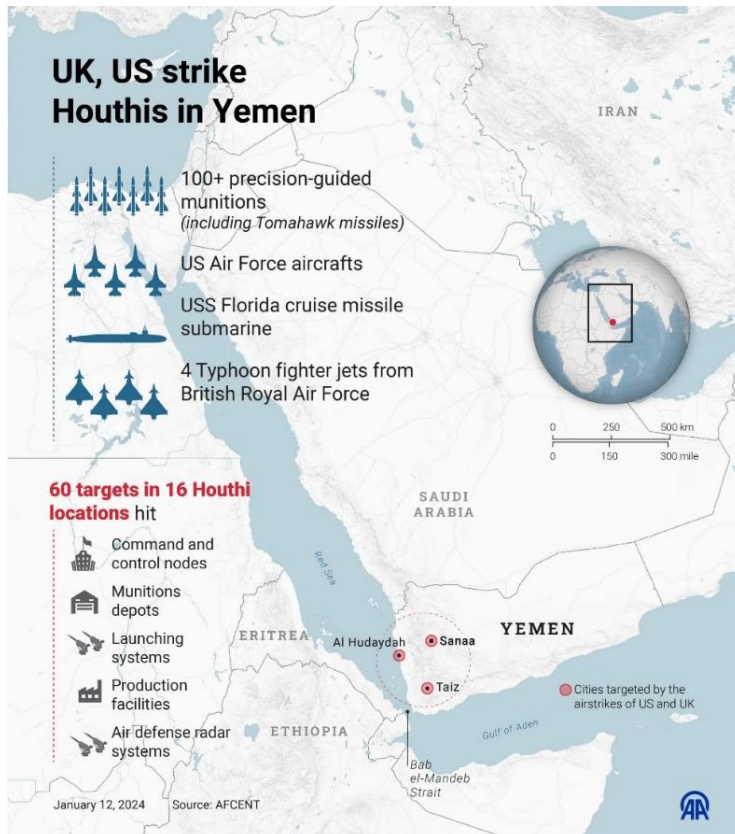 UK, US strike
Houthis in Yemen
100+ precision-guided
munitions
(including Tomahawk missiles)
US Air Force aircrafts
USS Florida cruise missile
submarine
4 Typhoon fighter jets from
British Royal Air Force
60 targets in 16 Houthi
locations hit
Command and
control nodes
Munitions
depots
Launching
systems
Production
facilities
Air defense radar
systems
January 12, 2024 Source: AFCENT
IRAN
0 250 500 km
0 150 300 mile
SAUDI
ARABIA
Red Sea
ERITREA
Al Hudaydah
Sanaa
YEMEN
Taiz
Cities targeted by the
airstrikes of US and UK
ETHIOPIA
Gulf of Aden
Bab
el-Mandeb
Strait
AA